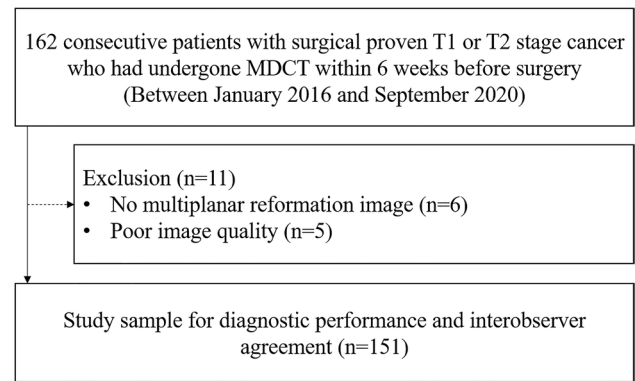 162 consecutive patients with surgical proven T1 or T2 stage cancer
who had undergone MDCT within 6 weeks before surgery
(Between January 2016 and September 2020)
Exclusion (n=11)
• No multiplanar reformation image (n=6)
• Poor image quality (n=5)
Study sample for diagnostic performance and interobserver
agreement (n=151)